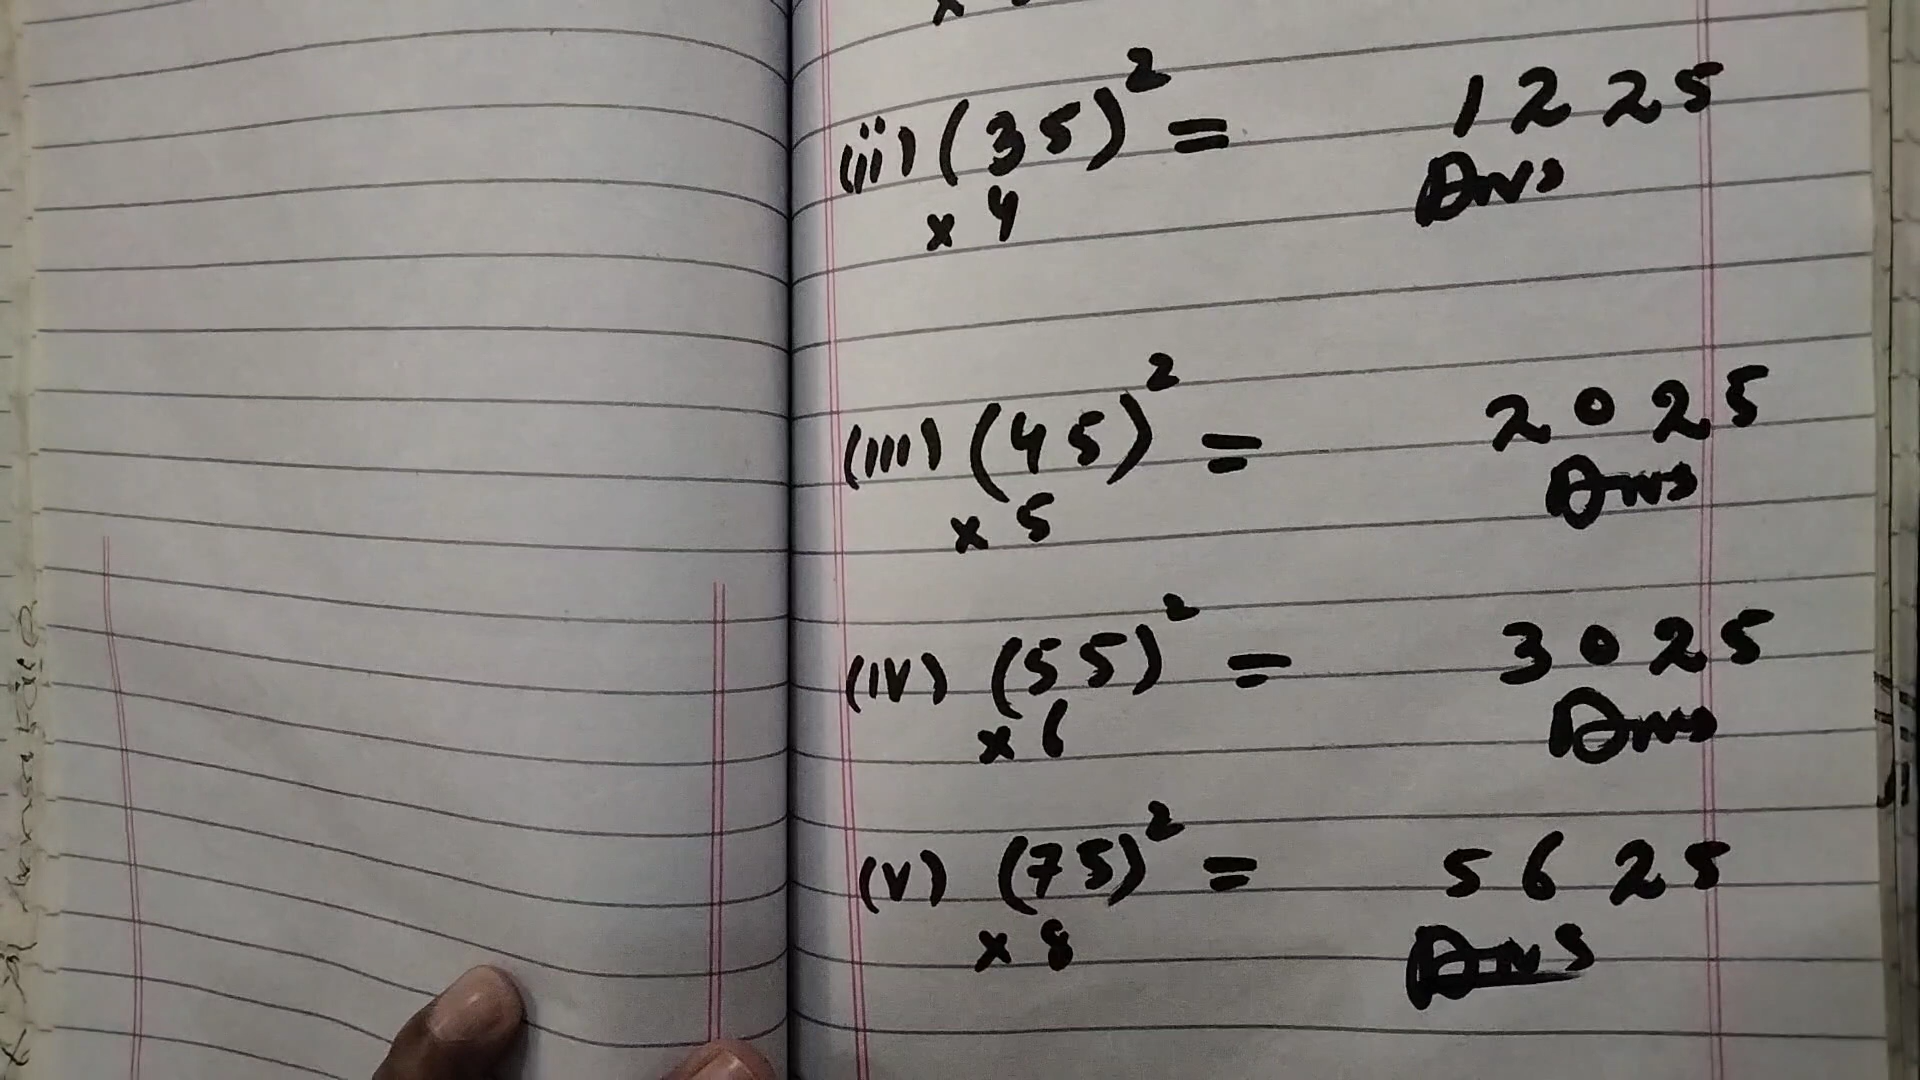 (ii) (35)² = 1225
x 4 Ans
(iii) (45)² = 2025
x 5 Ans
(iv) (55)² = 3025
x 6 Ans
(v) (75)² = 5625
x 8 Ans